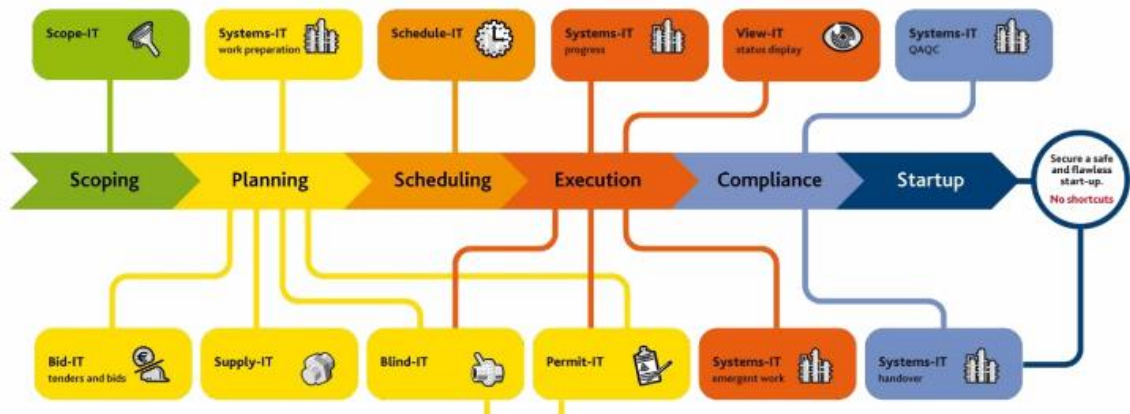 Scope-IT
Systems-IT
work preparation
Schedule-IT
Systems-IT
progress
View-IT
status display
Systems-IT
QAQC
Scoping
Planning
Scheduling
Execution
Compliance
Startup
Secure a safe
and flawless
start-up.
No shortcuts
Bid-IT
tenders and bids
Supply-IT
Blind-IT
Permit-IT
Systems-IT
emergent work
Systems-IT
handover